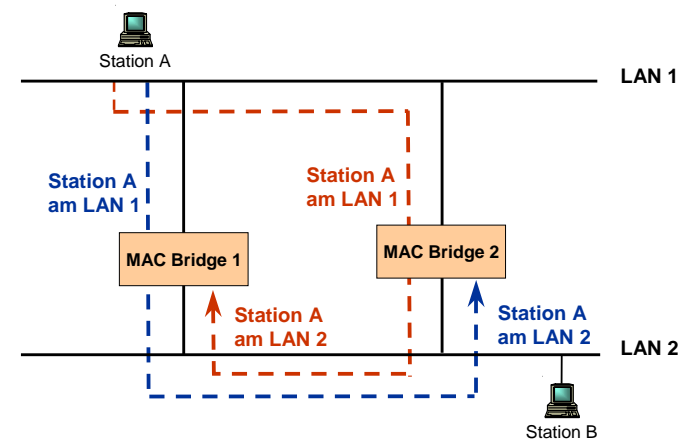 Station A
LAN 1
Station A
am LAN 1
Station A
am LAN 1
MAC Bridge 1
MAC Bridge 2
Station A
am LAN 2
Station A
am LAN 2
LAN 2
Station B